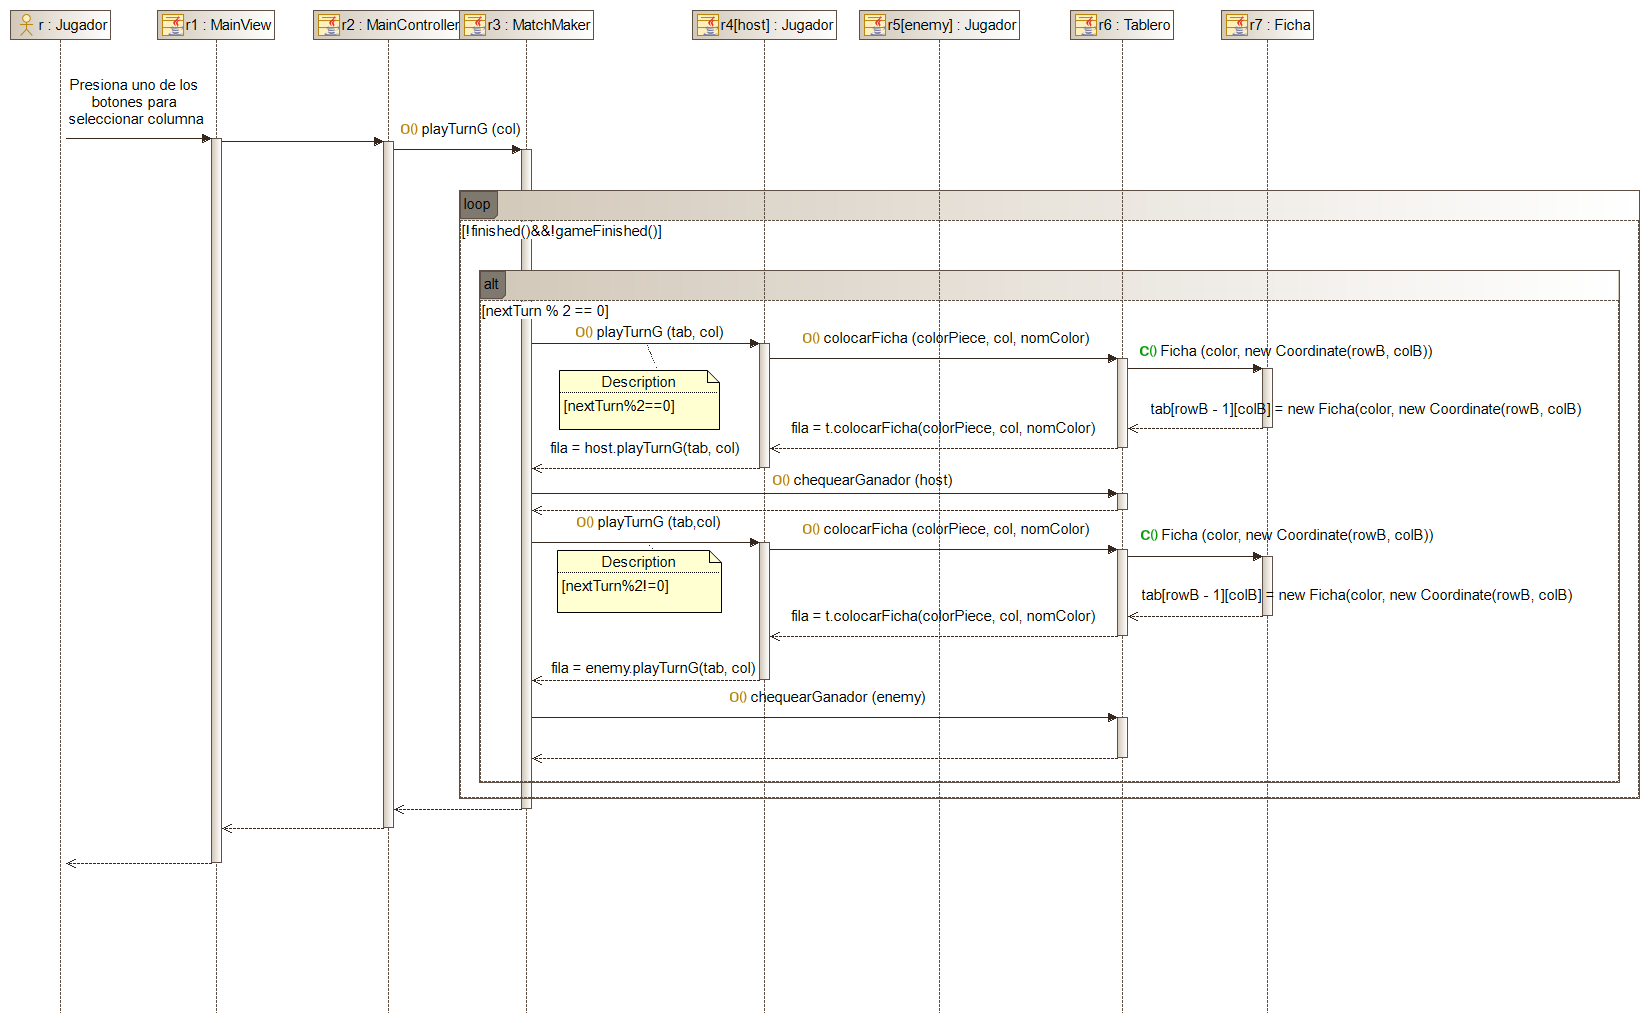 r : Jugador
r1 : MainView
r2 : MainController
r3 : MatchMaker
r4[host] : Jugador
r5[enemy] : Jugador
r6 : Tablero
r7 : Ficha
Presiona uno de los
botones para
seleccionar columna
O() playTurnG (col)
loop
[!finished()&&!gameFinished()]
alt
[nextTurn % 2 == 0]
O() playTurnG (tab, col)
O() colocarFicha (colorPiece, col, nomColor)
C() Ficha (color, new Coordinate(rowB, colB))
Description
[nextTurn%2==0]
tab[rowB - 1][colB] = new Ficha(color, new Coordinate(rowB, colB)
fila = t.colocarFicha(colorPiece, col, nomColor)
fila = host.playTurnG(tab, col)
O() chequearGanador (host)
O() playTurnG (tab,col)
O() colocarFicha (colorPiece, col, nomColor)
C() Ficha (color, new Coordinate(rowB, colB))
Description
[nextTurn%2!=0]
tab[rowB - 1][colB] = new Ficha(color, new Coordinate(rowB, colB)
fila = t.colocarFicha(colorPiece, col, nomColor)
fila = enemy.playTurnG(tab, col)
O() chequearGanador (enemy)